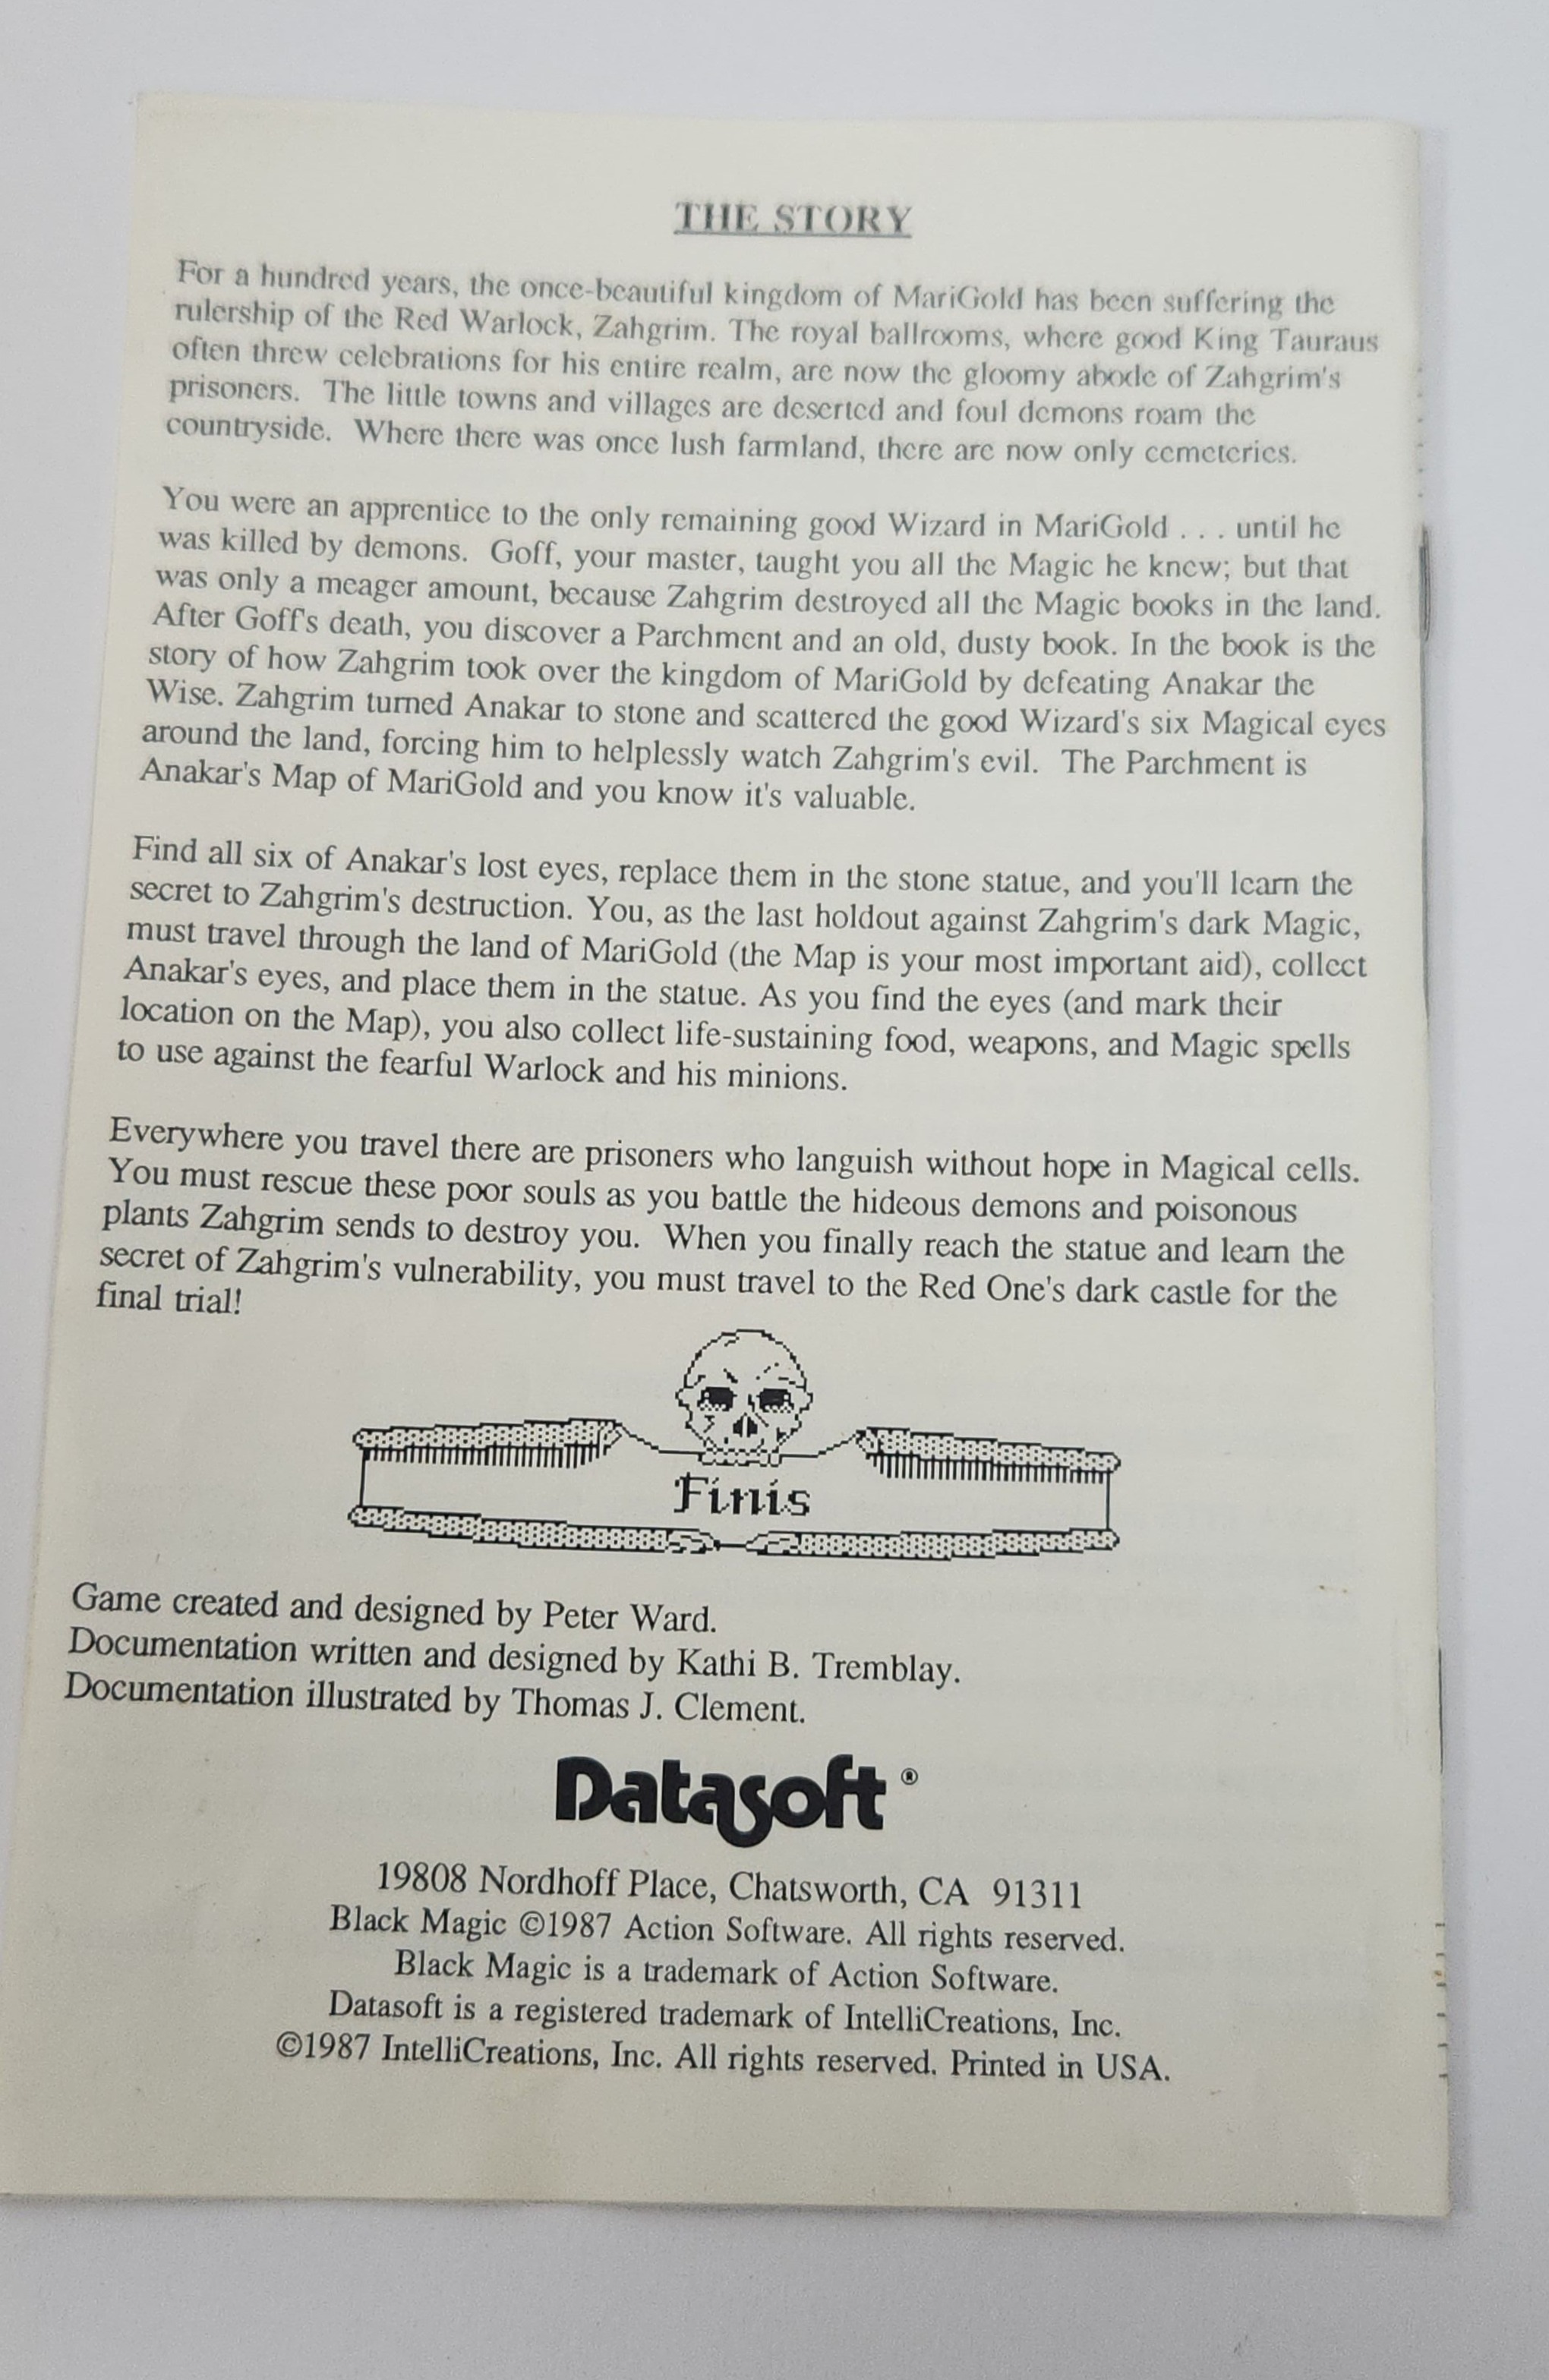 THE STORY
For a hundred years, the once-beautiful kingdom of MariGold has been suffering the
rulership of the Red Warlock, Zahgrim. The royal ballrooms, where good King Tauraus
often threw celebrations for his entire realm, are now the gloomy abode of Zahgrim's
prisoners. The little towns and villages are deserted and foul demons roam the
countryside. Where there was once lush farmland, there are now only cemeteries.
You were an apprentice to the only remaining good Wizard in MariGold . . . until he
was killed by demons. Goff, your master, taught you all the Magic he knew; but that
was only a meager amount, because Zahgrim destroyed all the Magic books in the land.
After Goff's death, you discover a Parchment and an old, dusty book. In the book is the
story of how Zahgrim took over the kingdom of MariGold by defeating Anakar the
Wise. Zahgrim turned Anakar to stone and scattered the good Wizard's six Magical eyes
around the land, forcing him to helplessly watch Zahgrim's evil. The Parchment is
Anakar's Map of MariGold and you know it's valuable.
Find all six of Anakar's lost eyes, replace them in the stone statue, and you'll learn the
secret to Zahgrim's destruction. You, as the last holdout against Zahgrim's dark Magic,
must travel through the land of MariGold (the Map is your most important aid), collect
Anakar's eyes, and place them in the statue. As you find the eyes (and mark their
location on the Map), you also collect life-sustaining food, weapons, and Magic spells
to use against the fearful Warlock and his minions.
Everywhere you travel there are prisoners who languish without hope in Magical cells.
You must rescue these poor souls as you battle the hideous demons and poisonous
plants Zahgrim sends to destroy you. When you finally reach the statue and learn the
secret of Zahgrim's vulnerability, you must travel to the Red One's dark castle for the
final trial!
Finis
Game created and designed by Peter Ward.
Documentation written and designed by Kathi B. Tremblay.
Documentation illustrated by Thomas J. Clement.
Datasoft ®
19808 Nordhoff Place, Chatsworth, CA 91311
Black Magic ©1987 Action Software. All rights reserved.
Black Magic is a trademark of Action Software.
Datasoft is a registered trademark of IntelliCreations, Inc.
©1987 IntelliCreations, Inc. All rights reserved. Printed in USA.